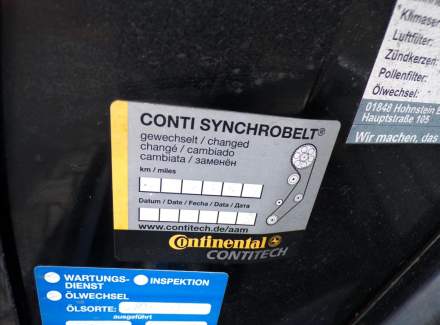 Klimase
Luftfilter:
Zündkerzen:
Pollenfilter:
Ölwechsel:
01848 Hohnstein
Hauptstraße 105
Wir machen, das
CONTI SYNCHROBELT®
gewechselt / changed
changé / cambiado
cambiata / заменён
km / miles
Datum / Date / Fecha / Data / Дата
www.contitech.de/aam
Continental
CONTITECH
WARTUNGS-
DIENST
INSPEKTION
ÖLWECHSEL
ÖLSORTE:
ausgeführt